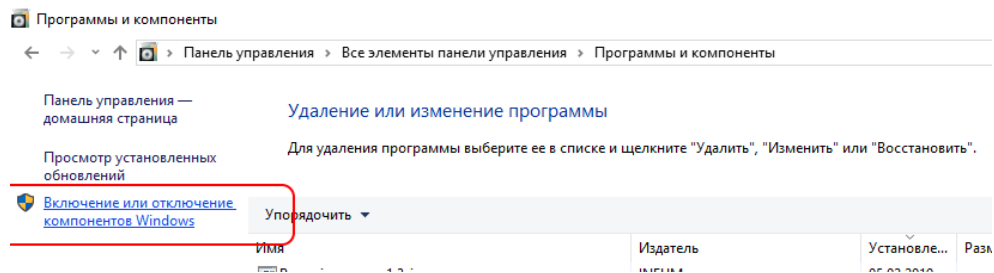 Программы и компоненты
Панель управления > Все элементы панели управления > Программы и компоненты
Панель управления —
домашняя страница
Просмотр установленных
обновлений
Включение или отключение
компонентов Windows
Удаление или изменение программы
Для удаления программы выберите ее в списке и щелкните "Удалить", "Изменить" или "Восстановить".
Упорядочить
Имя Издатель Установле... Разм